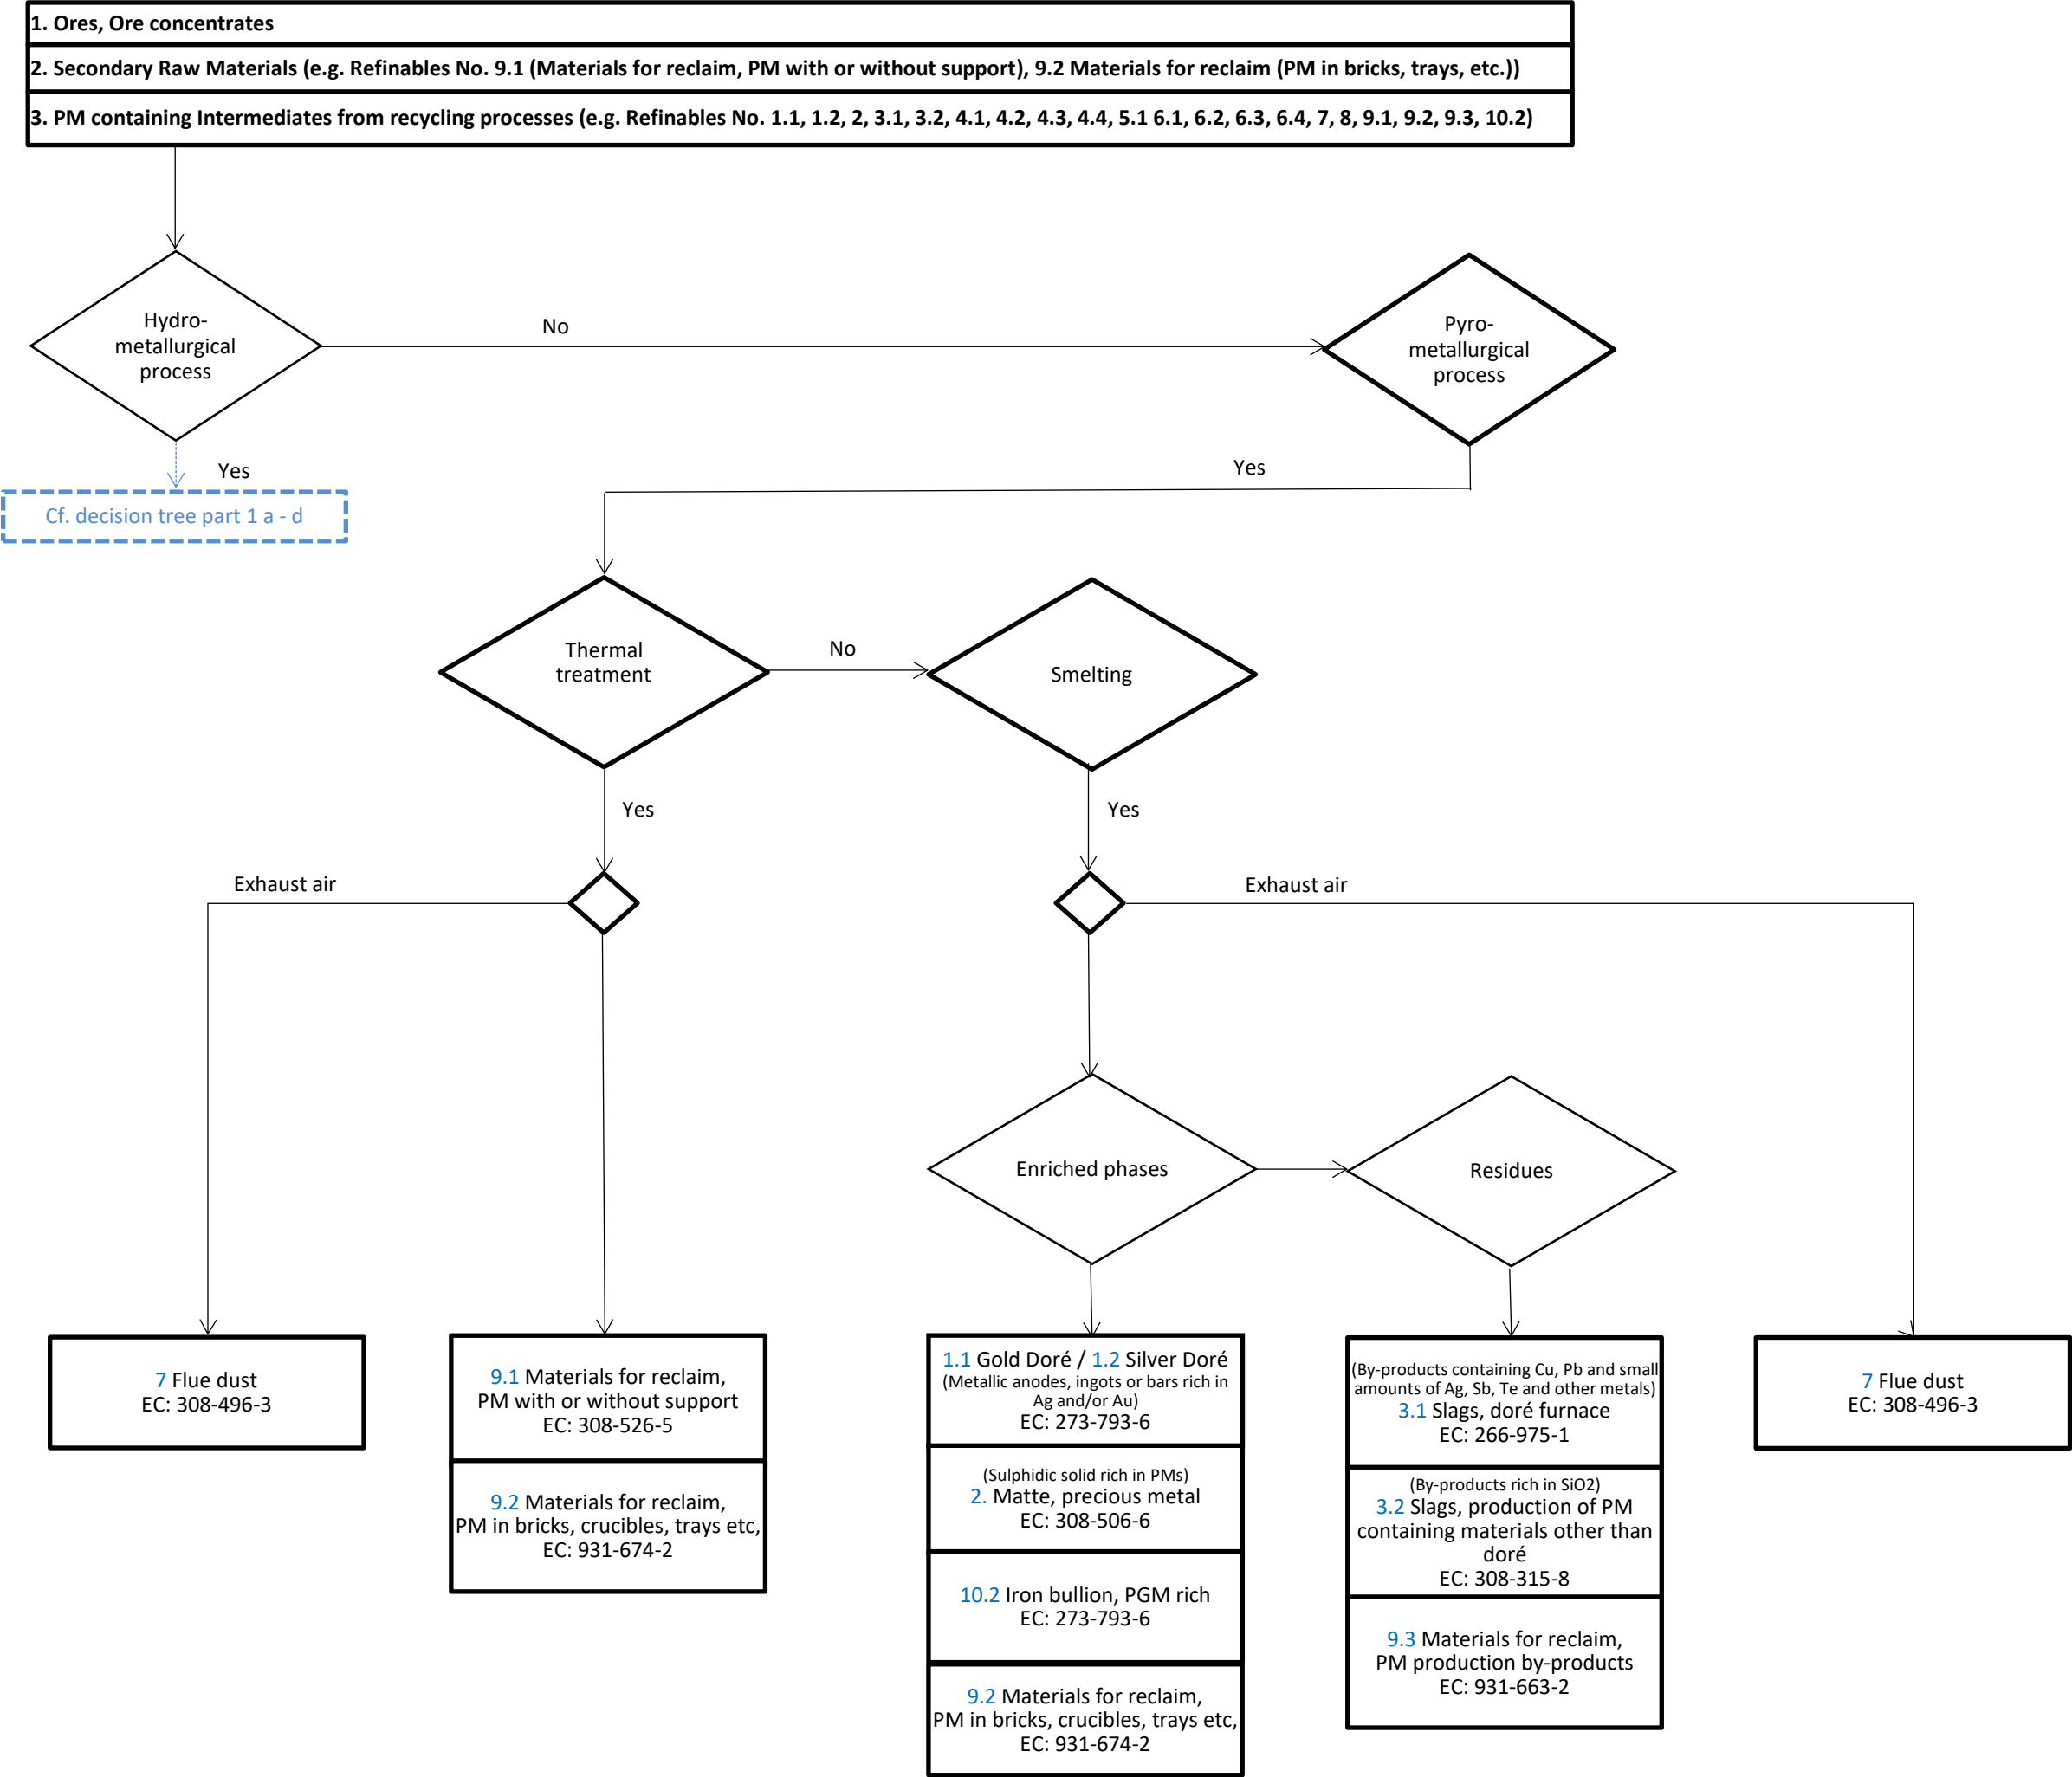 1. Ores, Ore concentrates
2. Secondary Raw Materials (e.g. Refinables No. 9.1 (Materials for reclaim, PM with or without support), 9.2 Materials for reclaim (PM in bricks, trays, etc.))
3. PM containing Intermediates from recycling processes (e.g. Refinables No. 1.1, 1.2, 2, 3.1, 3.2, 4.1, 4.2, 4.3, 4.4, 5.1 6.1, 6.2, 6.3, 6.4, 7, 8, 9.1, 9.2, 9.3, 10.2)
Hydro-
metallurgical
process
No
Pyro-
metallurgical
process
Yes
Yes
Cf. decision tree part 1 a - d
Thermal
treatment
No
Smelting
Yes
Yes
Exhaust air
Exhaust air
Enriched phases
Residues
7 Flue dust
EC: 308-496-3
9.1 Materials for reclaim,
PM with or without support
EC: 308-526-5
9.2 Materials for reclaim,
PM in bricks, crucibles, trays etc,
EC: 931-674-2
1.1 Gold Doré / 1.2 Silver Doré
(Metallic anodes, ingots or bars rich in
Ag and/or Au)
EC: 273-793-6
(Sulphidic solid rich in PMs)
2. Matte, precious metal
EC: 308-506-6
10.2 Iron bullion, PGM rich
EC: 273-793-6
9.2 Materials for reclaim,
PM in bricks, crucibles, trays etc,
EC: 931-674-2
(By-products containing Cu, Pb and small
amounts of Ag, Sb, Te and other metals)
3.1 Slags, doré furnace
EC: 266-975-1
(By-products rich in SiO2)
3.2 Slags, production of PM
containing materials other than
doré
EC: 308-315-8
9.3 Materials for reclaim,
PM production by-products
EC: 931-663-2
7 Flue dust
EC: 308-496-3